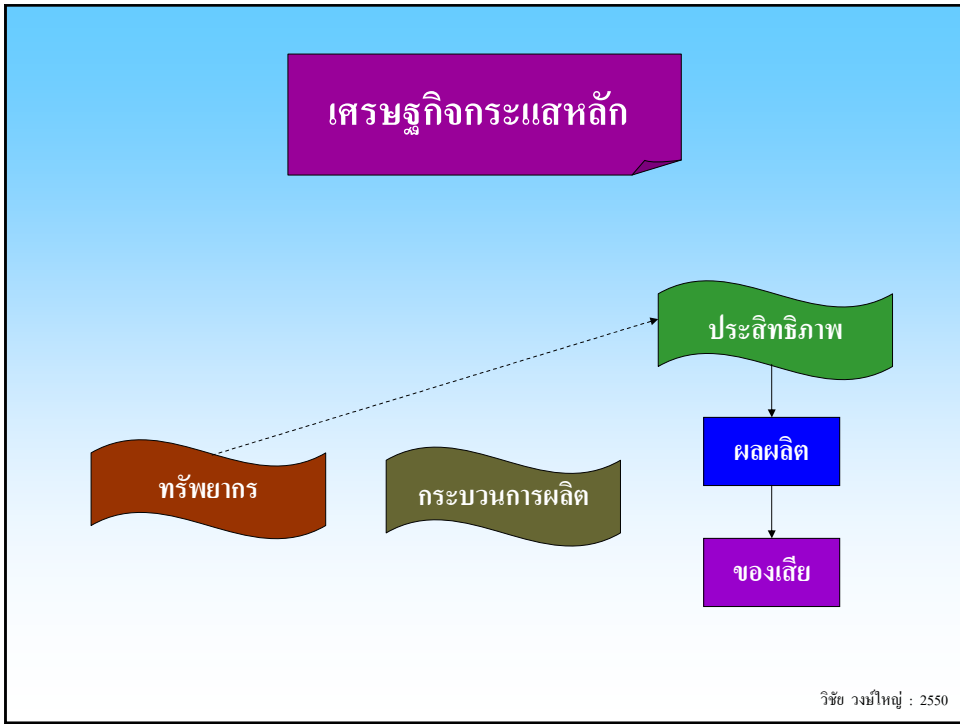 เศรษฐกิจกระแสหลัก
ประสิทธิภาพ
ผลผลิต
ทรัพยากร
กระบวนการผลิต
ของเสีย
วิชัย วงษ์ใหญ่ : 2550